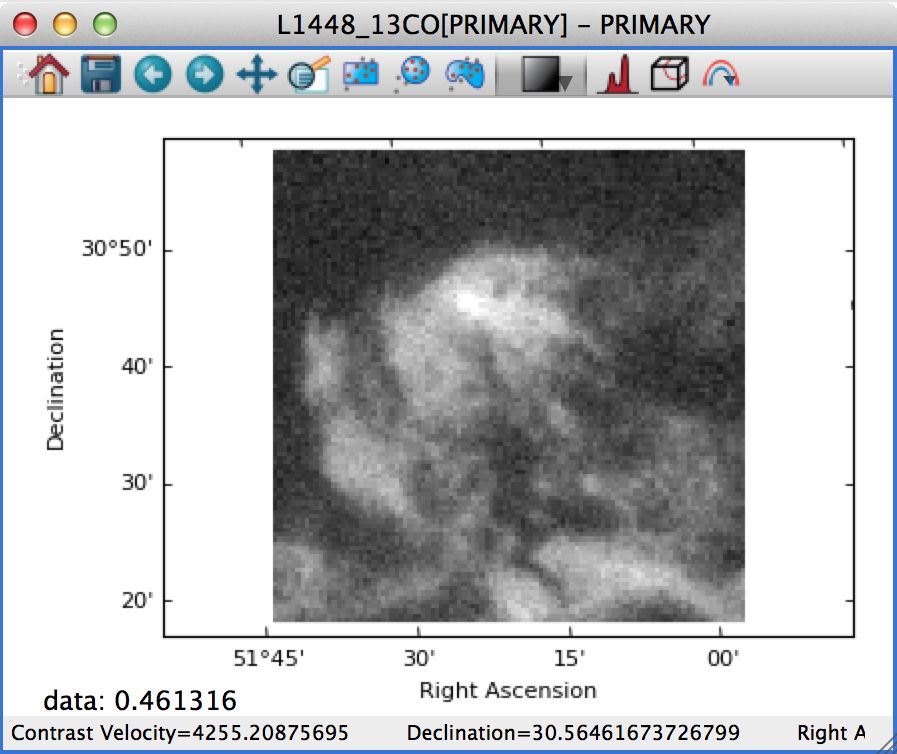 L1448_13CO[PRIMARY] – PRIMARY
30°50'
40'
30'
20'
Declination
51°45' 30' 15' 00'
Right Ascension
data: 0.461316
Contrast Velocity=4255.20875695 Declination=30.56461673726799 Right A